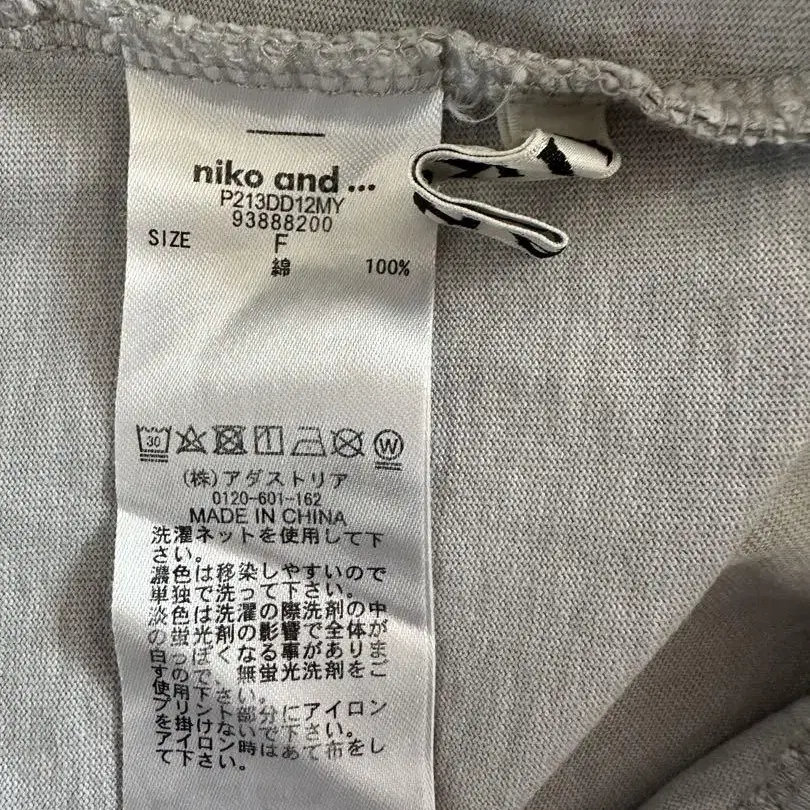 niko and ...
P213DD12MY
93888200
SIZE F
綿 100%
30 W
(株)アダストリア
0120-601-162
MADE IN CHINA
洗濯ネットを使用して下
さい。
濃色は移染しやすいので
単独で洗って下さい。
淡色は洗濯の際洗剤の中
の蛍光剤の影響で全体が
白っぽくなる事がありま
すので、無蛍光洗剤をご
使用下さい。
プリント部分にアイロン
を掛けないで下さい。
アイロン時はあて布をし
て下さい。